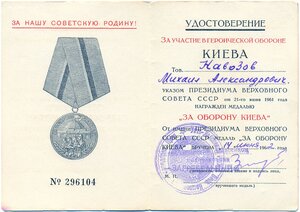 ЗА НАШУ СОВЕТСКУЮ РОДИНУ!
№ 296104
УДОСТОВЕРЕНИЕ
ЗА УЧАСТИЕ В ГЕРОИЧЕСКОЙ ОБОРОНЕ
КИЕВА
Тов.
Михаил Александрович
указом ПРЕЗИДИУМА ВЕРХОВНОГО
СОВЕТА СССР от 21-го июня 1961 года
НАГРАЖДЕН МЕДАЛЬЮ
„ЗА ОБОРОНУ КИЕВА"
От имени ПРЕЗИДИУМА ВЕРХОВНОГО
СОВЕТА СССР МЕДАЛЬ „ЗА ОБОРОНУ
КИЕВА" ВРУЧЕНА
М. П.
вручившего медаль)